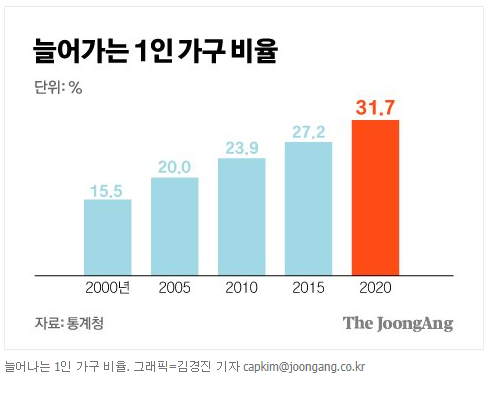 늘어가는 1인 가구 비율
단위: %
15.5
20.0
23.9
27.2
31.7
2000년 2005 2010 2015 2020
자료: 통계청 The JoongAng
늘어나는 1인 가구 비율. 그래픽=김경진 기자 capkim@joongang.co.kr